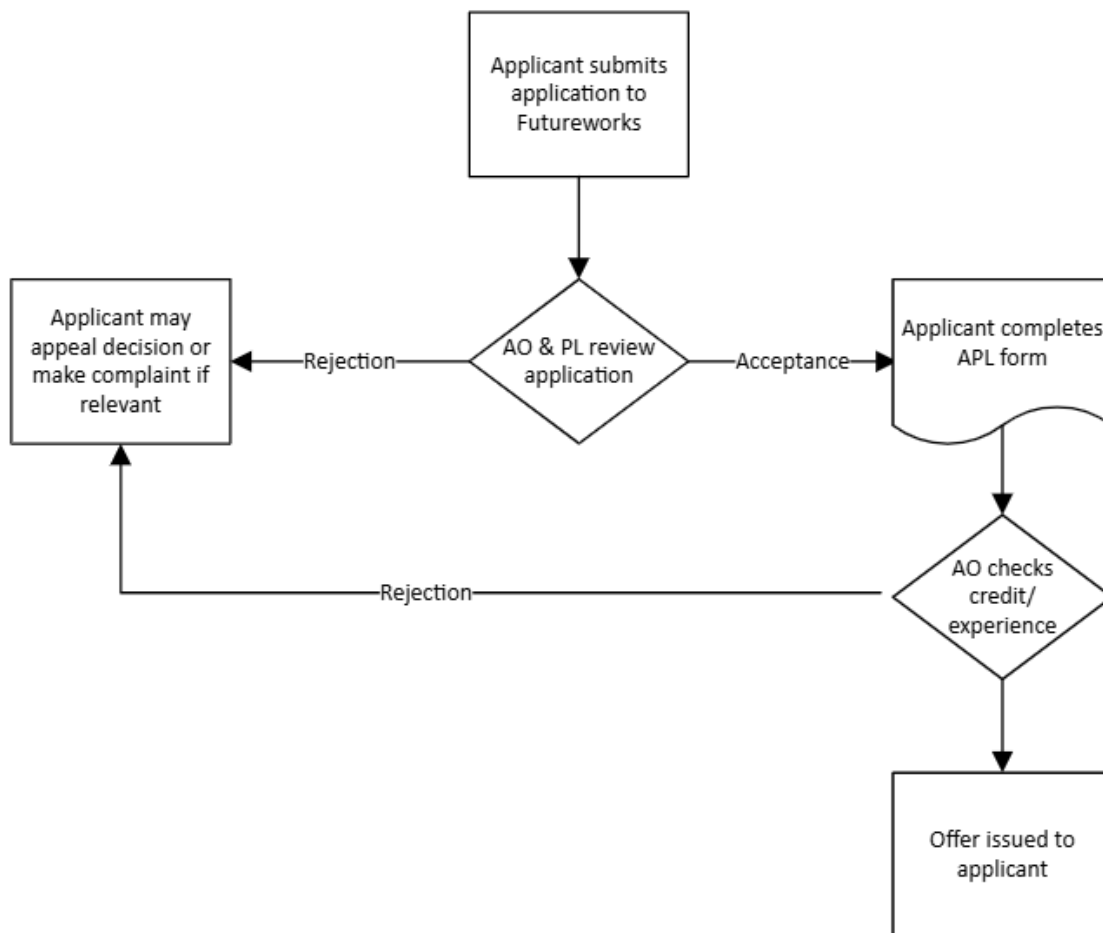 Applicant submits
application to
Futureworks
Applicant may
appeal decision or
make complaint if
relevant
Rejection
AO & PL review
application
Acceptance
Applicant completes
APL form
Rejection
AO checks
credit/
experience
Offer issued to
applicant